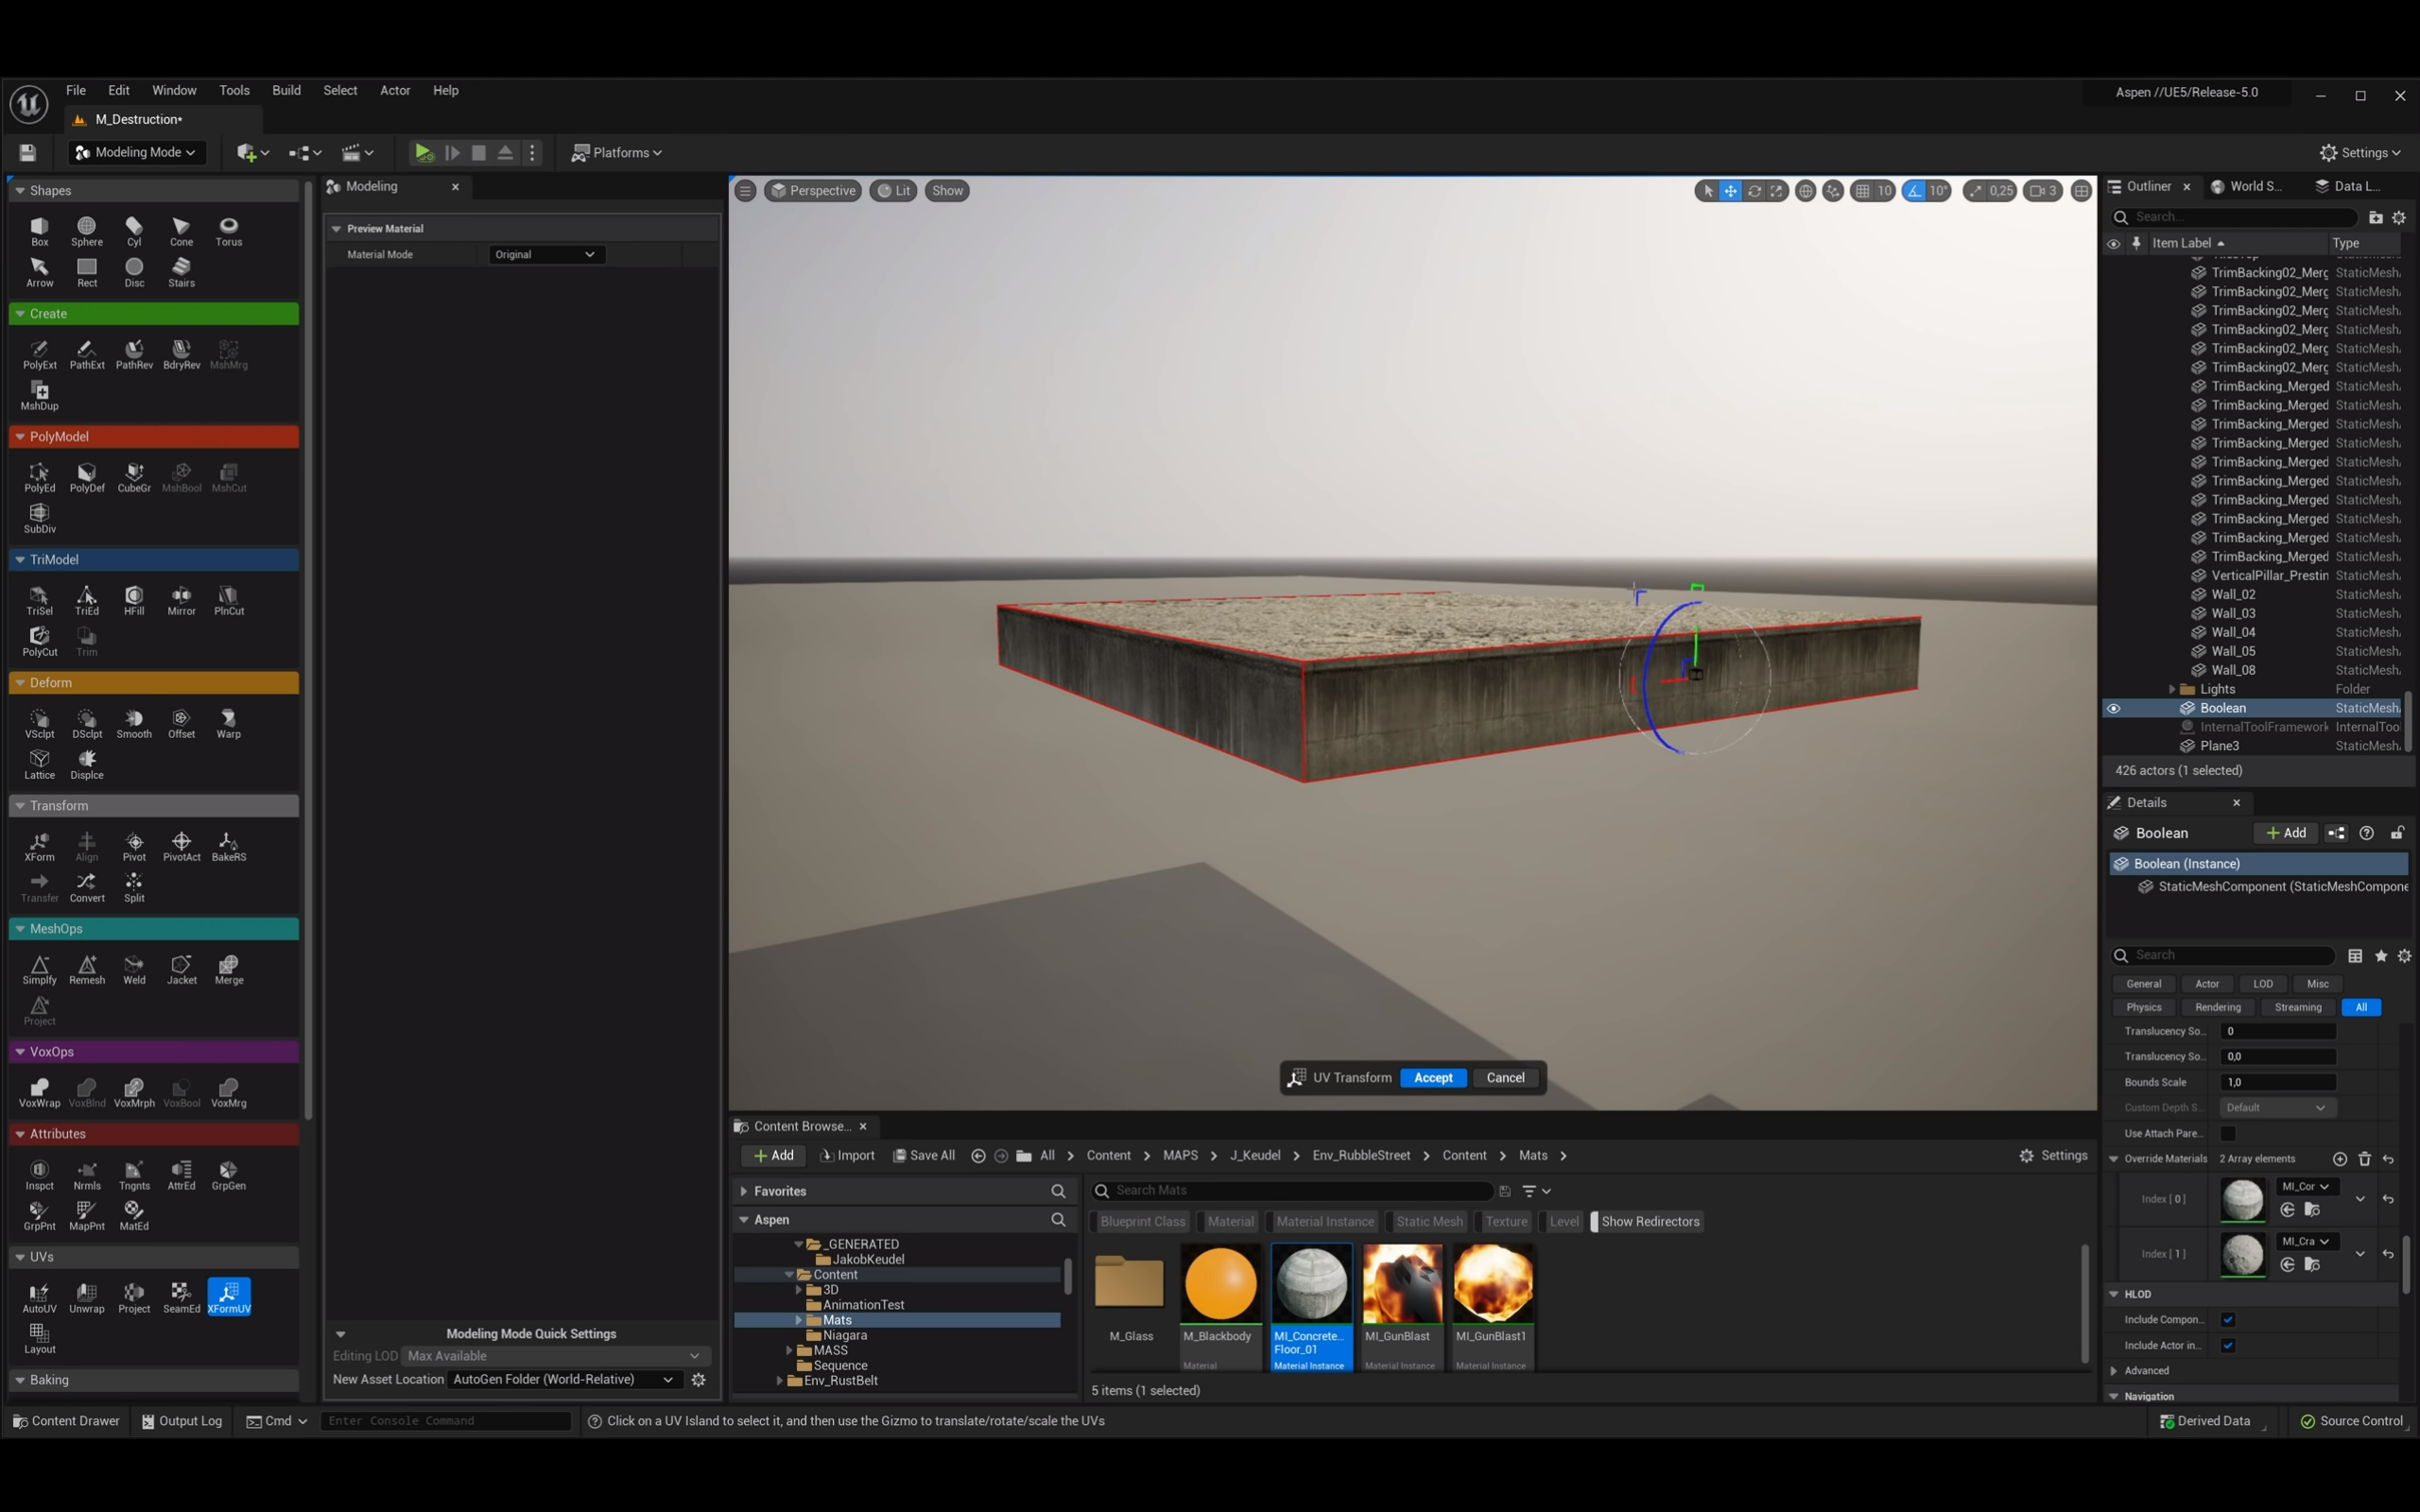 File Edit Window Tools Build Select Actor Help
Aspen //UE5/Release-5.0
M_Destruction*
Modeling Mode
Platforms
Settings
Shapes
Box Sphere Cyl Cone Torus
Arrow Rect Disc Stairs
Create
PolyExt PathExt PathRev BdryRev MshMrg
MshDup
PolyModel
PolyEd PolyDef CubeGr MshBool MshCut
SubDiv
TriModel
TriSel TriEd HFill Mirror PlnCut
PolyCut Trim
Deform
VSclpt DSclpt Smooth Offset Warp
Lattice Displce
Transform
XForm Align Pivot PivotAct BakeRS
Transfer Convert Split
MeshOps
Simplfy Remesh Weld Jacket Merge
Project
VoxOps
VoxWrap VoxBlnd VoxMrph VoxBool VoxMrg
Attributes
Inspct Nrmls Tngnts AttrEd GrpGen
GrpPnt MapPnt MatEd
UVs
AutoUV Unwrap Project SeamEd XFormUV
Layout
Baking
Modeling
Preview Material
Material Mode Original
Modeling Mode Quick Settings
Editing LOD Max Available
New Asset Location AutoGen Folder (World-Relative)
Perspective Lit Show
10 10° 0,25 3
UV Transform Accept Cancel
Content Browse...
Add Import Save All All Content MAPS J_Keudel Env_RubbleStreet Content Mats Settings
Favorites
Aspen
_GENERATED
JakobKeudel
Content
3D
AnimationTest
Mats
Niagara
MASS
Sequence
Env_RustBelt
Search Mats
Blueprint Class Material Material Instance Static Mesh Texture Level Show Redirectors
M_Glass
M_Blackbody
Material
MI_Concrete...
Floor_01
Material Instance
MI_GunBlast
Material Instance
MI_GunBlast1
Material Instance
5 items (1 selected)
Outliner World S... Data L...
Search...
Item Label Type
TrimBacking02_Merg StaticMesh
TrimBacking02_Merg StaticMesh
TrimBacking02_Merg StaticMesh
TrimBacking02_Merg StaticMesh
TrimBacking02_Merg StaticMesh
TrimBacking02_Merg StaticMesh
TrimBacking_Merged StaticMesh
TrimBacking_Merged StaticMesh
TrimBacking_Merged StaticMesh
TrimBacking_Merged StaticMesh
TrimBacking_Merged StaticMesh
TrimBacking_Merged StaticMesh
TrimBacking_Merged StaticMesh
TrimBacking_Merged StaticMesh
TrimBacking_Merged StaticMesh
TrimBacking_Merged StaticMesh
VerticalPillar_Prestin StaticMesh
Wall_02 StaticMesh
Wall_03 StaticMesh
Wall_04 StaticMesh
Wall_05 StaticMesh
Wall_08 StaticMesh
Lights Folder
Boolean StaticMesh
InternalToolFramework InternalToo
Plane3 StaticMesh
426 actors (1 selected)
Details
Boolean Add
Boolean (Instance)
StaticMeshComponent (StaticMeshCompone
Search
General Actor LOD Misc
Physics Rendering Streaming All
Translucency So... 0
Translucency So... 0,0
Bounds Scale 1,0
Custom Depth S... Default
Use Attach Pare...
Override Materials 2 Array elements
Index [ 0 ] MI_Cor
Index [ 1 ] MI_Cra
HLOD
Include Compon...
Include Actor in...
Advanced
Navigation
Content Drawer Output Log Cmd Enter Console Command Click on a UV Island to select it, and then use the Gizmo to translate/rotate/scale the UVs Derived Data Source Control